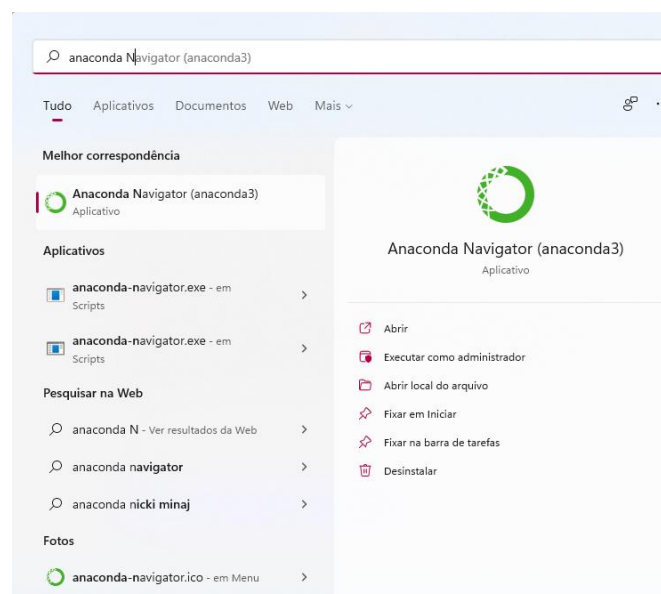 anaconda Navigator (anaconda3)
Tudo Aplicativos Documentos Web Mais
Melhor correspondência
Anaconda Navigator (anaconda3)
Aplicativo
Aplicativos
anaconda-navigator.exe - em
Scripts
anaconda-navigator.exe - em
Scripts
Pesquisar na Web
anaconda N - Ver resultados da Web
anaconda navigator
anaconda nicki minaj
Fotos
anaconda-navigator.ico - em Menu
Anaconda Navigator (anaconda3)
Aplicativo
Abrir
Executar como administrador
Abrir local do arquivo
Fixar em Iniciar
Fixar na barra de tarefas
Desinstalar